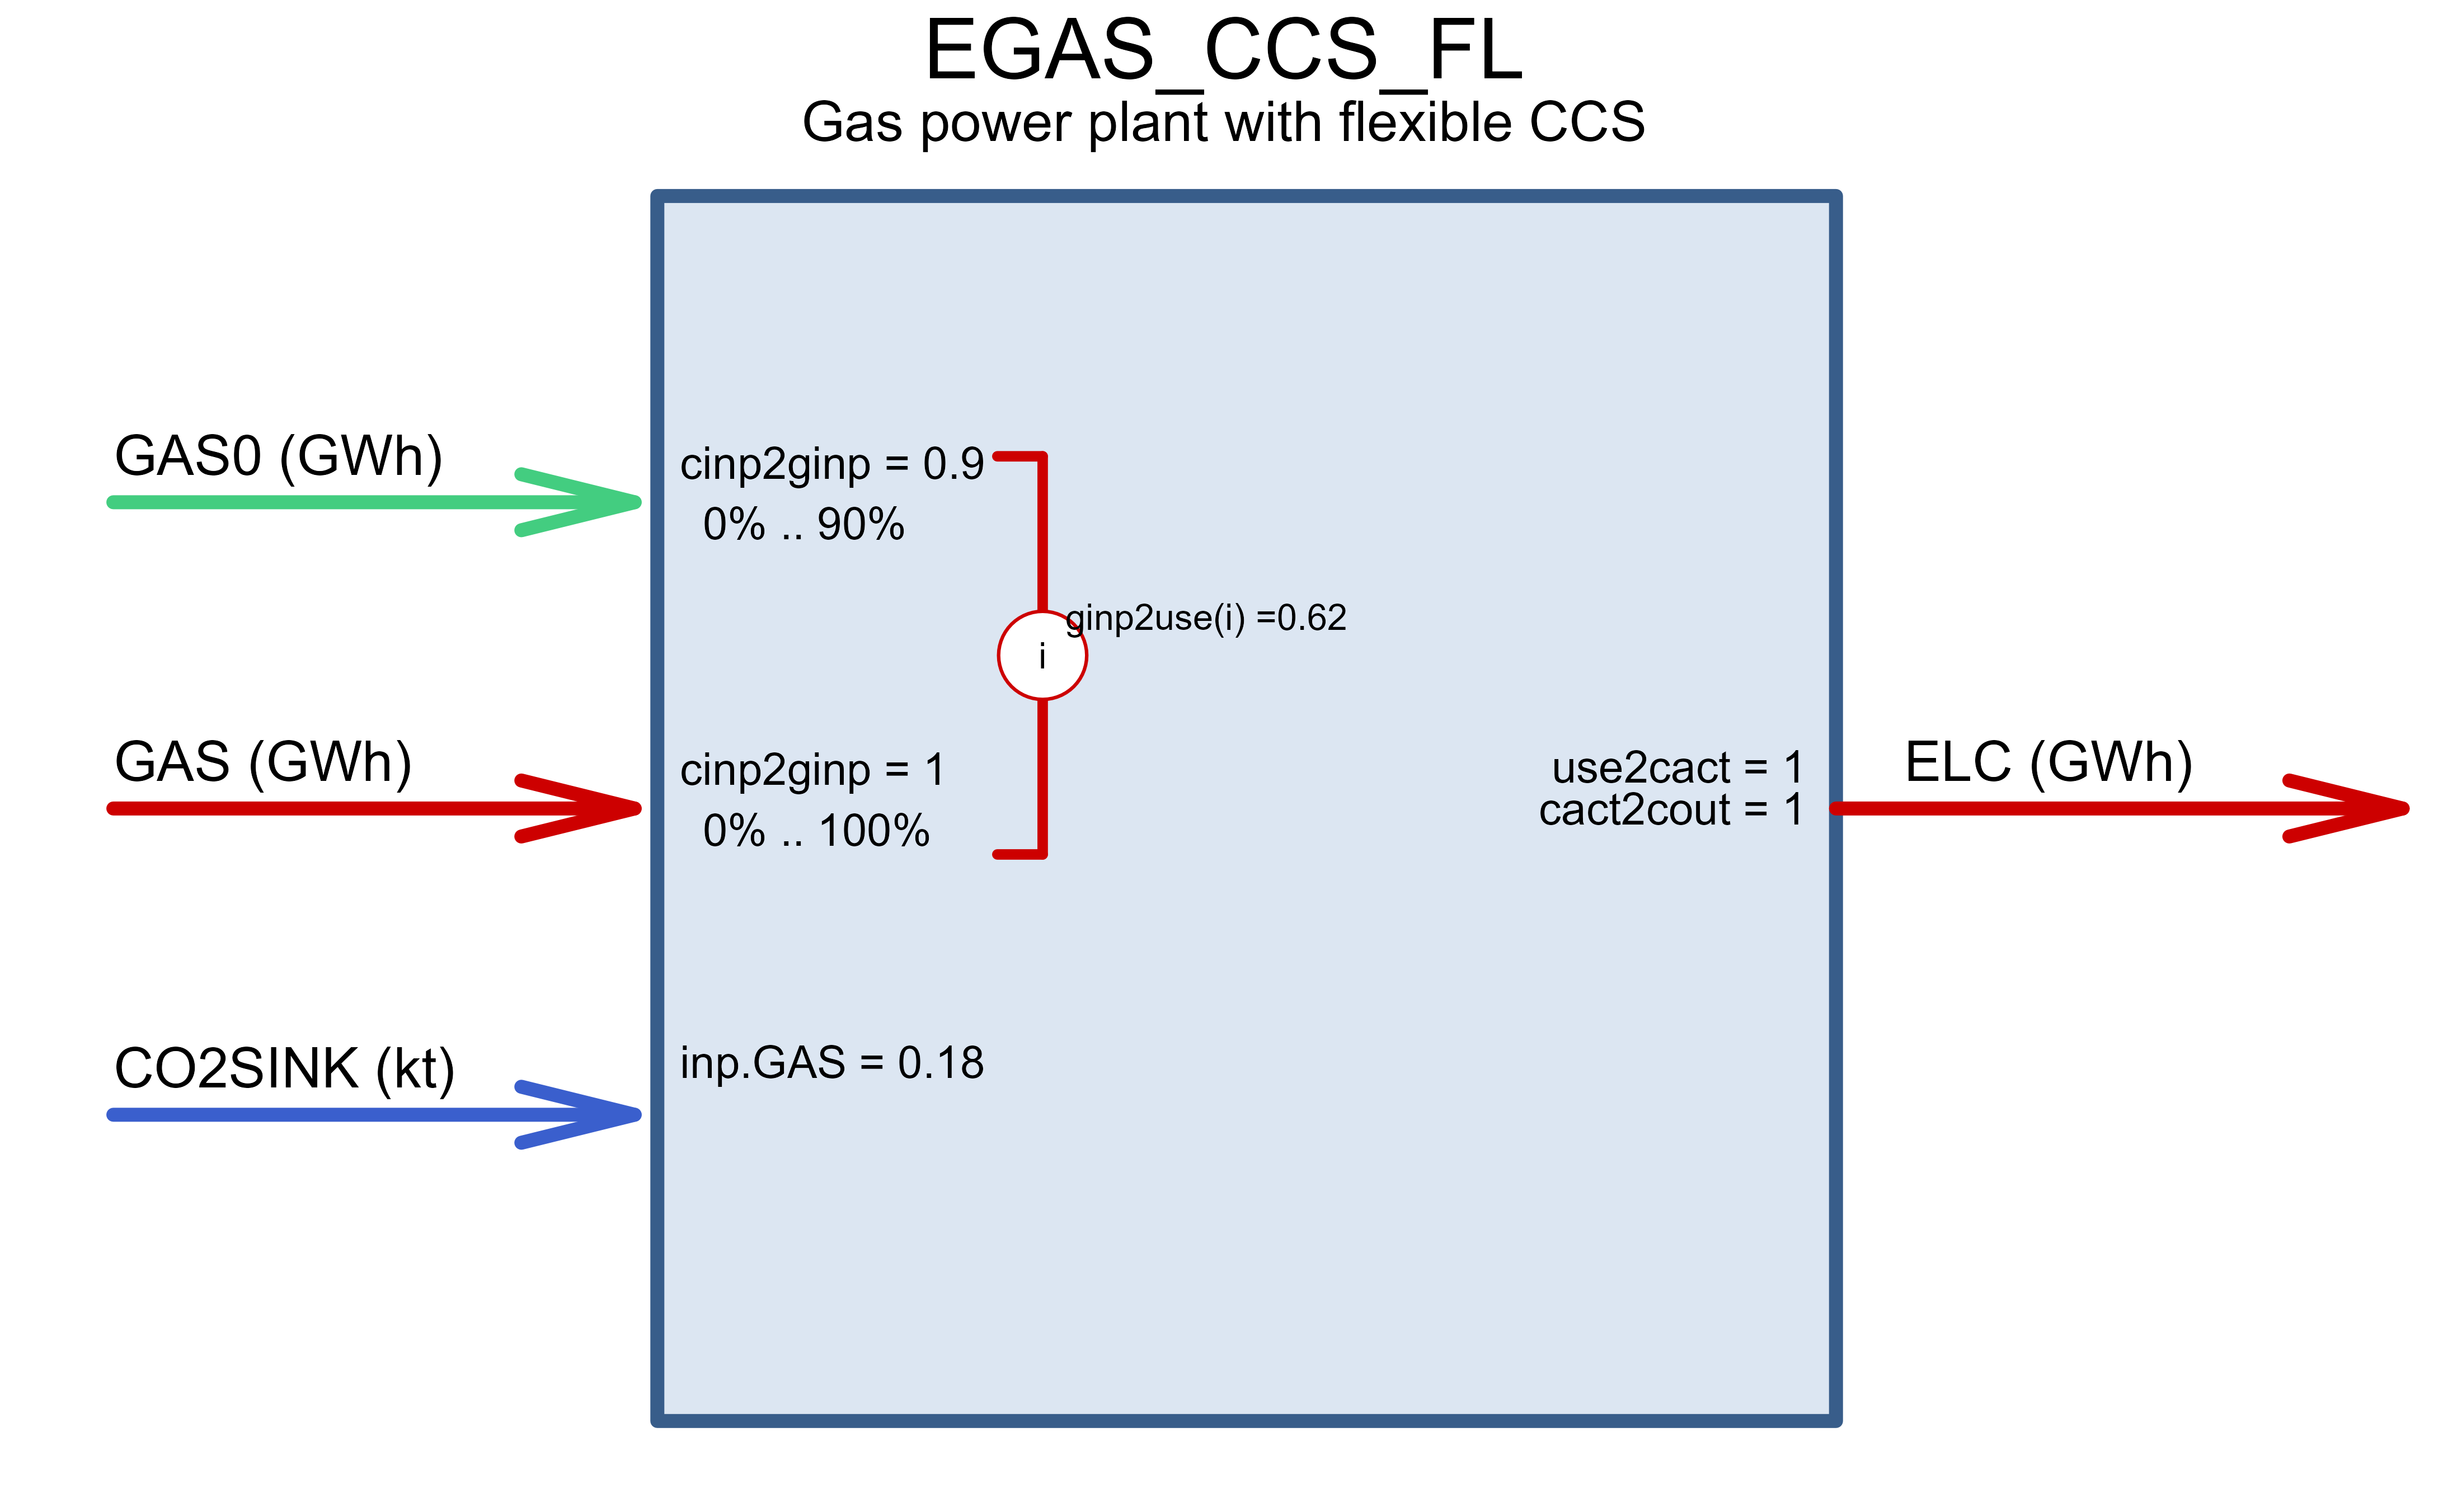 EGAS_CCS_FL
Gas power plant with flexible CCS
GAS0 (GWh)
cinp2ginp = 0.9
0% .. 90%
ginp2use(i) =0.62
i
GAS (GWh)
cinp2ginp = 1
0% .. 100%
use2cact = 1
cact2cout = 1
ELC (GWh)
CO2SINK (kt)
inp.GAS = 0.18